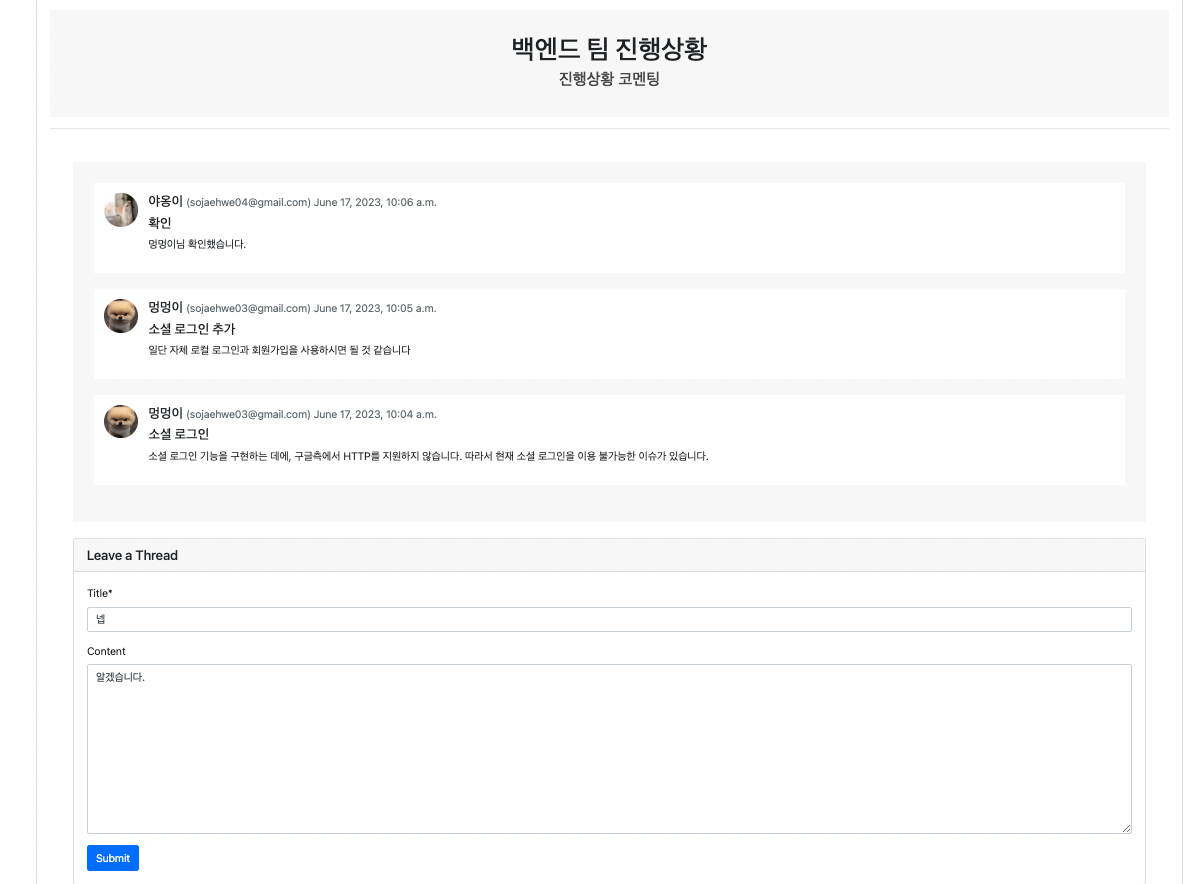 백엔드 팀 진행상황
진행상황 코멘팅
야옹이 (sojaehwe04@gmail.com) June 17, 2023, 10:06 a.m.
확인
멍멍이님 확인했습니다.
멍멍이 (sojaehwe03@gmail.com) June 17, 2023, 10:05 a.m.
소셜 로그인 추가
일단 자체 로컬 로그인과 회원가입을 사용하시면 될 것 같습니다
멍멍이 (sojaehwe03@gmail.com) June 17, 2023, 10:04 a.m.
소셜 로그인
소셜 로그인 기능을 구현하는 데에, 구글측에서 HTTP를 지원하지 않습니다. 따라서 현재 소셜 로그인을 이용 불가능한 이슈가 있습니다.
Leave a Thread
Title*
넵
Content
알겠습니다.
Submit